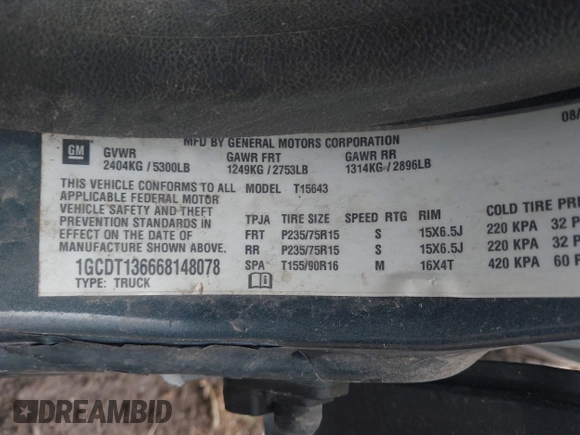 MFD BY GENERAL MOTORS CORPORATION 08/
GM GVWR GAWR FRT GAWR RR
2404KG / 5300LB 1249KG / 2753LB 1314KG / 2896LB
THIS VEHICLE CONFORMS TO ALL MODEL T15643
APPLICABLE FEDERAL MOTOR
VEHICLE SAFETY AND THEFT
PREVENTION STANDARDS IN
EFFECT ON THE DATE OF
MANUFACTURE SHOWN ABOVE.
1GCDT136668148078
TYPE: TRUCK
TPJA TIRE SIZE SPEED RTG RIM COLD TIRE PRE
FRT P235/75R15 S 15X6.5J 220 KPA 32 P
RR P235/75R15 S 15X6.5J 220 KPA 32 P
SPA T155/90R16 M 16X4T 420 KPA 60 P
DREAMBID